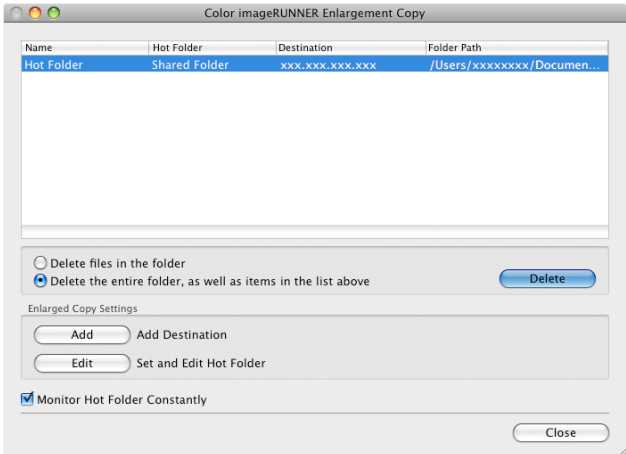 Color imageRUNNER Enlargement Copy
Name Hot Folder Destination Folder Path
Hot Folder Shared Folder xxx.xxx.xxx.xxx /Users/xxxxxxxx/Documen...
Delete files in the folder
Delete the entire folder, as well as items in the list above
Delete
Enlarged Copy Settings
Add Add Destination
Edit Set and Edit Hot Folder
Monitor Hot Folder Constantly
Close